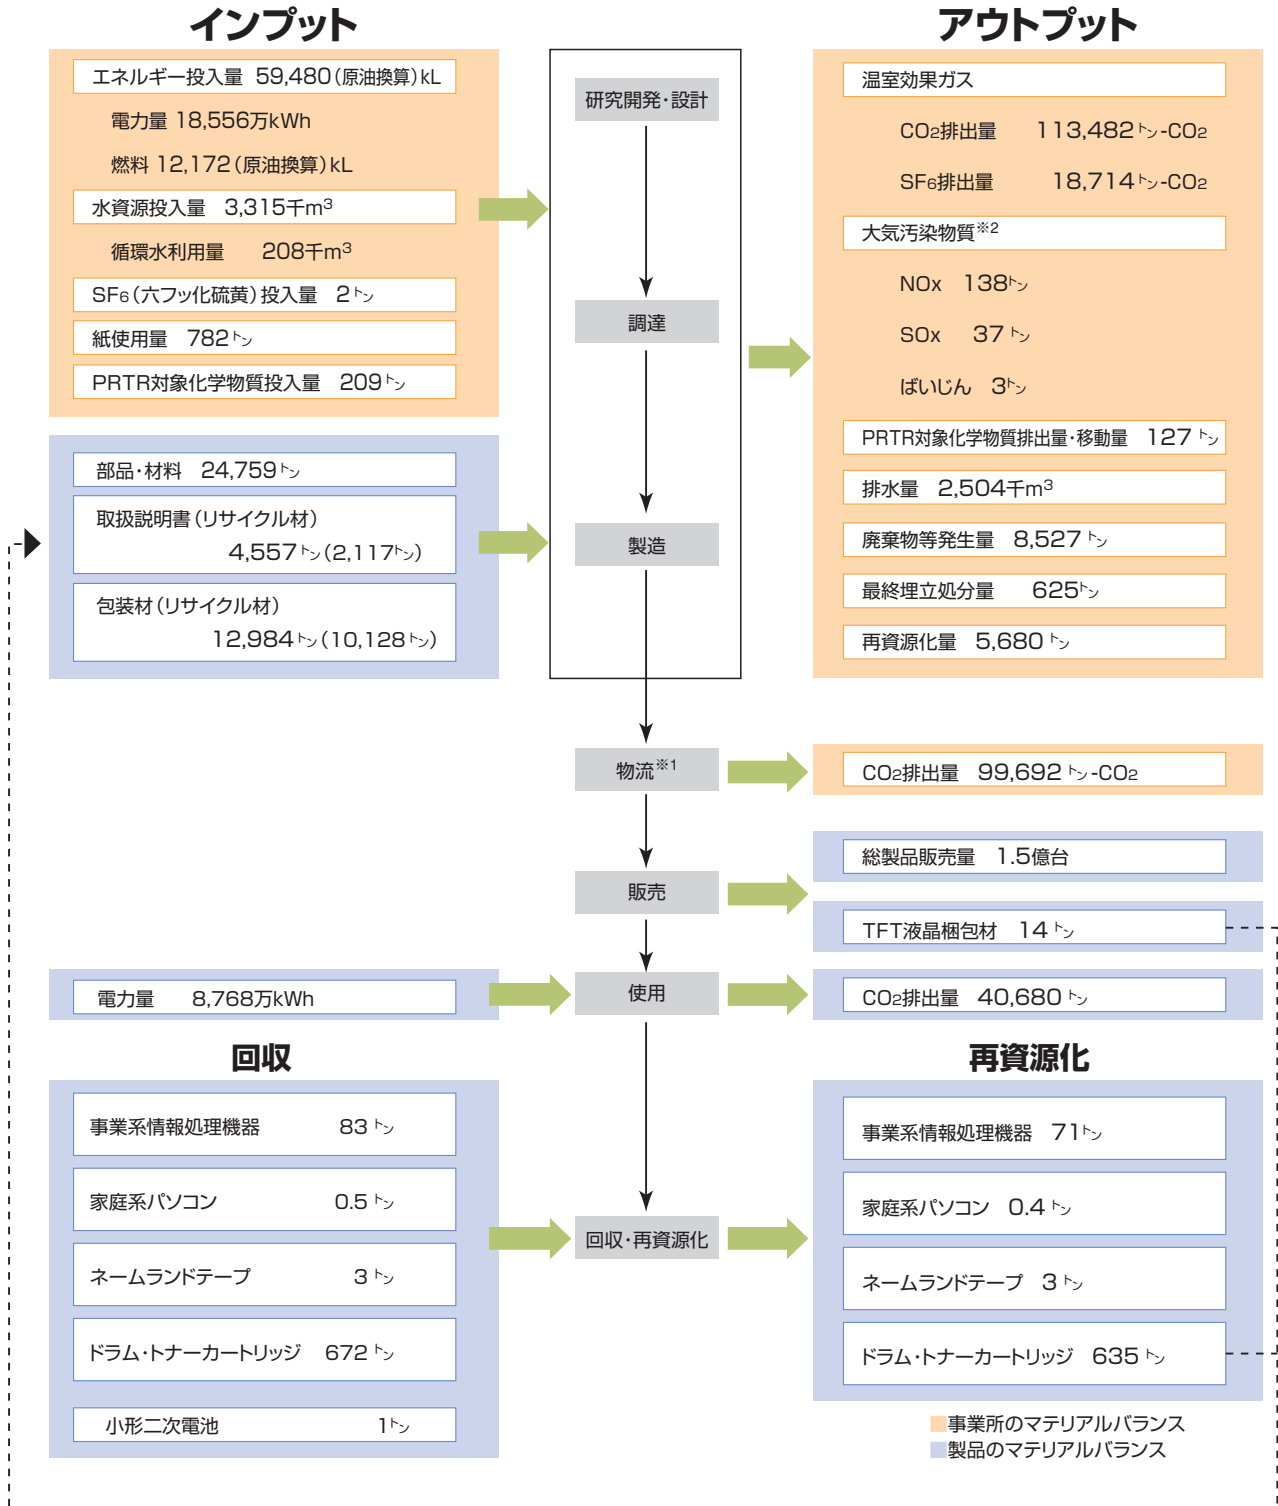 インプット
エネルギー投入量 59,480(原油換算)kL
電力量 18,556万kWh
燃料 12,172(原油換算)kL
水資源投入量 3,315千m³
循環水利用量 208千m³
SF₆(六フッ化硫黄)投入量 2トン
紙使用量 782トン
PRTR対象化学物質投入量 209トン
部品・材料 24,759トン
取扱説明書(リサイクル材)
4,557トン(2,117トン)
包装材(リサイクル材)
12,984トン(10,128トン)
電力量 8,768万kWh
回収
事業系情報処理機器 83トン
家庭系パソコン 0.5トン
ネームランドテープ 3トン
ドラム・トナーカートリッジ 672トン
小形二次電池 1トン
研究開発・設計
調達
製造
物流※1
販売
使用
回収・再資源化
アウトプット
温室効果ガス
CO₂排出量 113,482トン-CO₂
SF₆排出量 18,714トン-CO₂
大気汚染物質※2
NOx 138トン
SOx 37トン
ばいじん 3トン
PRTR対象化学物質排出量・移動量 127トン
排水量 2,504千m³
廃棄物等発生量 8,527トン
最終埋立処分量 625トン
再資源化量 5,680トン
CO₂排出量 99,692トン-CO₂
総製品販売量 1.5億台
TFT液晶梱包材 14トン
CO₂排出量 40,680トン
再資源化
事業系情報処理機器 71トン
家庭系パソコン 0.4トン
ネームランドテープ 3トン
ドラム・トナーカートリッジ 635トン
事業所のマテリアルバランス
製品のマテリアルバランス